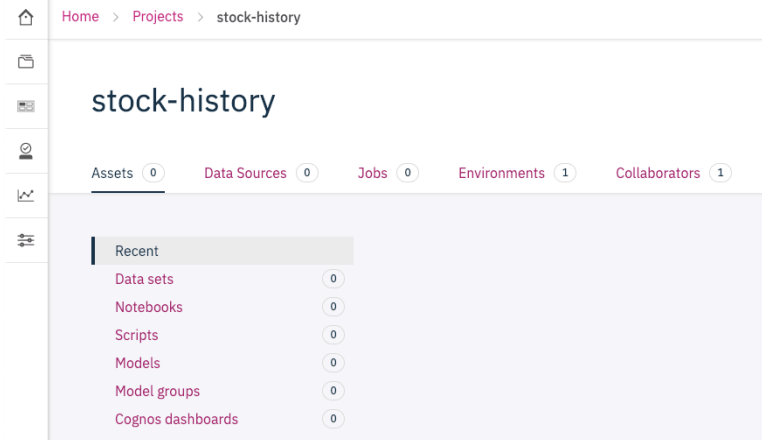 Home > Projects > stock-history
stock-history
Assets 0 Data Sources 0 Jobs 0 Environments 1 Collaborators 1
Recent
Data sets 0
Notebooks 0
Scripts 0
Models 0
Model groups 0
Cognos dashboards 0